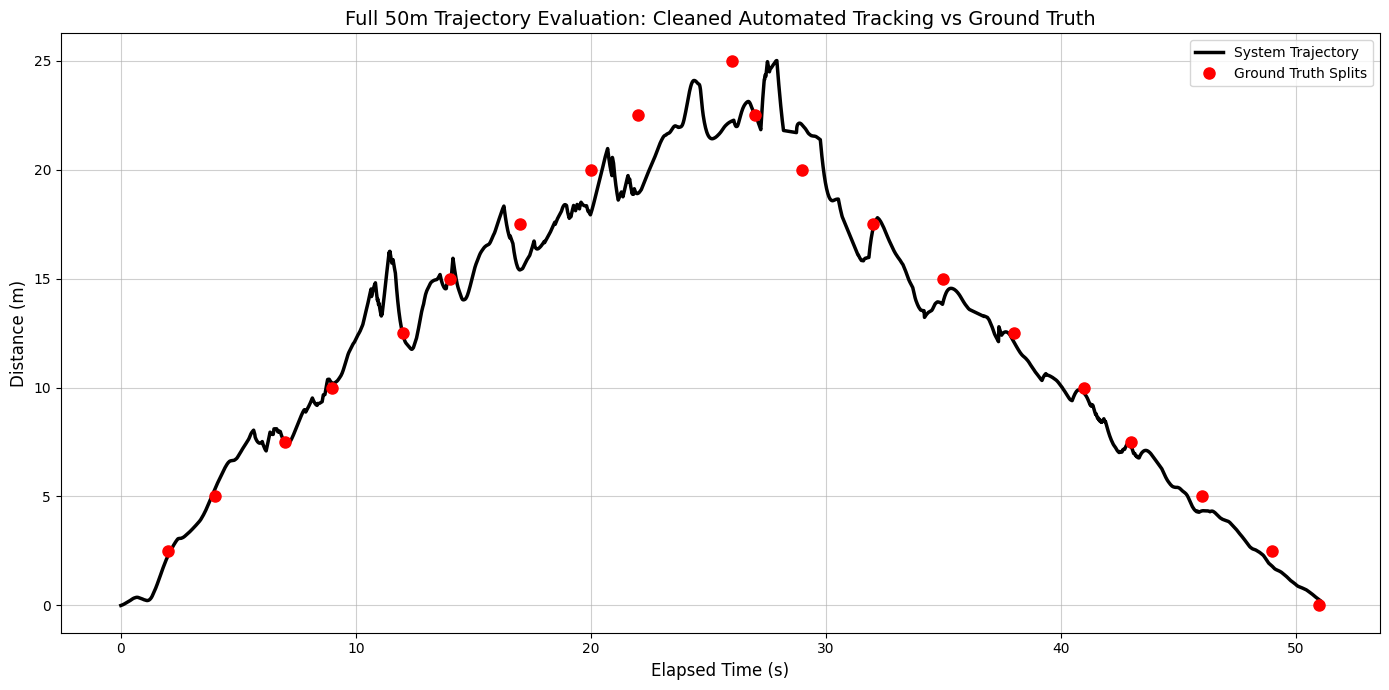 Full 50m Trajectory Evaluation: Cleaned Automated Tracking vs Ground Truth
System Trajectory
Ground Truth Splits
Distance (m)
25
20
15
10
5
0
0 10 20 30 40 50
Elapsed Time (s)